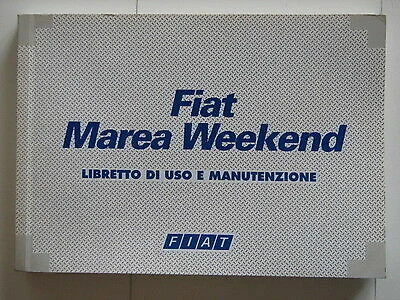 Fiat
Marea Weekend
LIBRETTO DI USO E MANUTENZIONE
FIAT